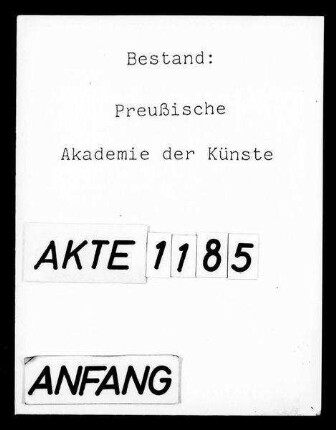 Bestand:
Preußische
Akademie der Künste
AKTE 1185
ANFANG